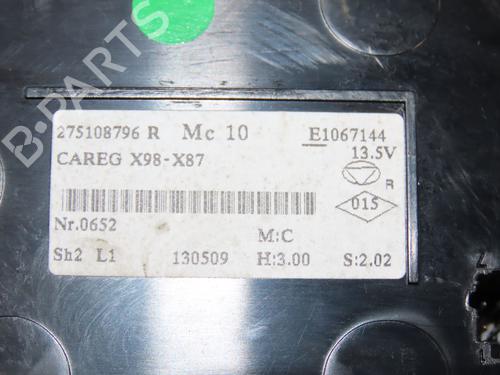 B-PARTS
275108796 R Mc 10 E1067144
CAREG X98-X87 13.5V
R
015
Nr.0652
M:C
Sh2 L1 130509 H:3.00 S:2.02